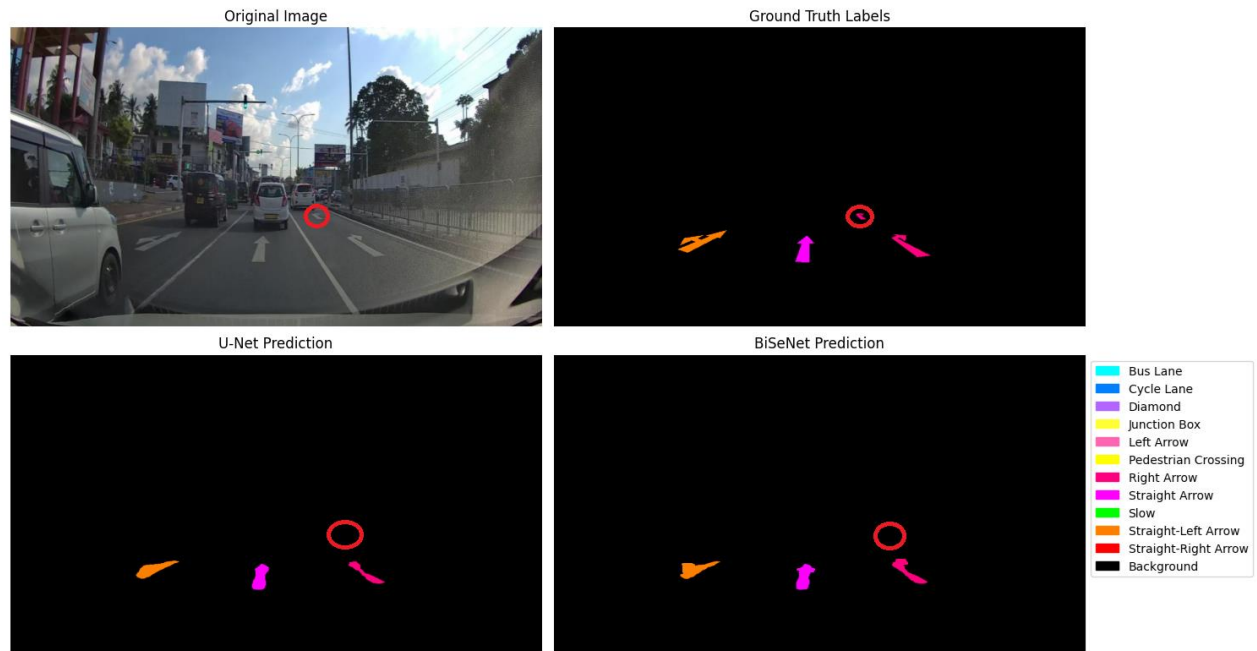 Original Image
Ground Truth Labels
U-Net Prediction
BiSeNet Prediction
Bus Lane
Cycle Lane
Diamond
Junction Box
Left Arrow
Pedestrian Crossing
Right Arrow
Straight Arrow
Slow
Straight-Left Arrow
Straight-Right Arrow
Background